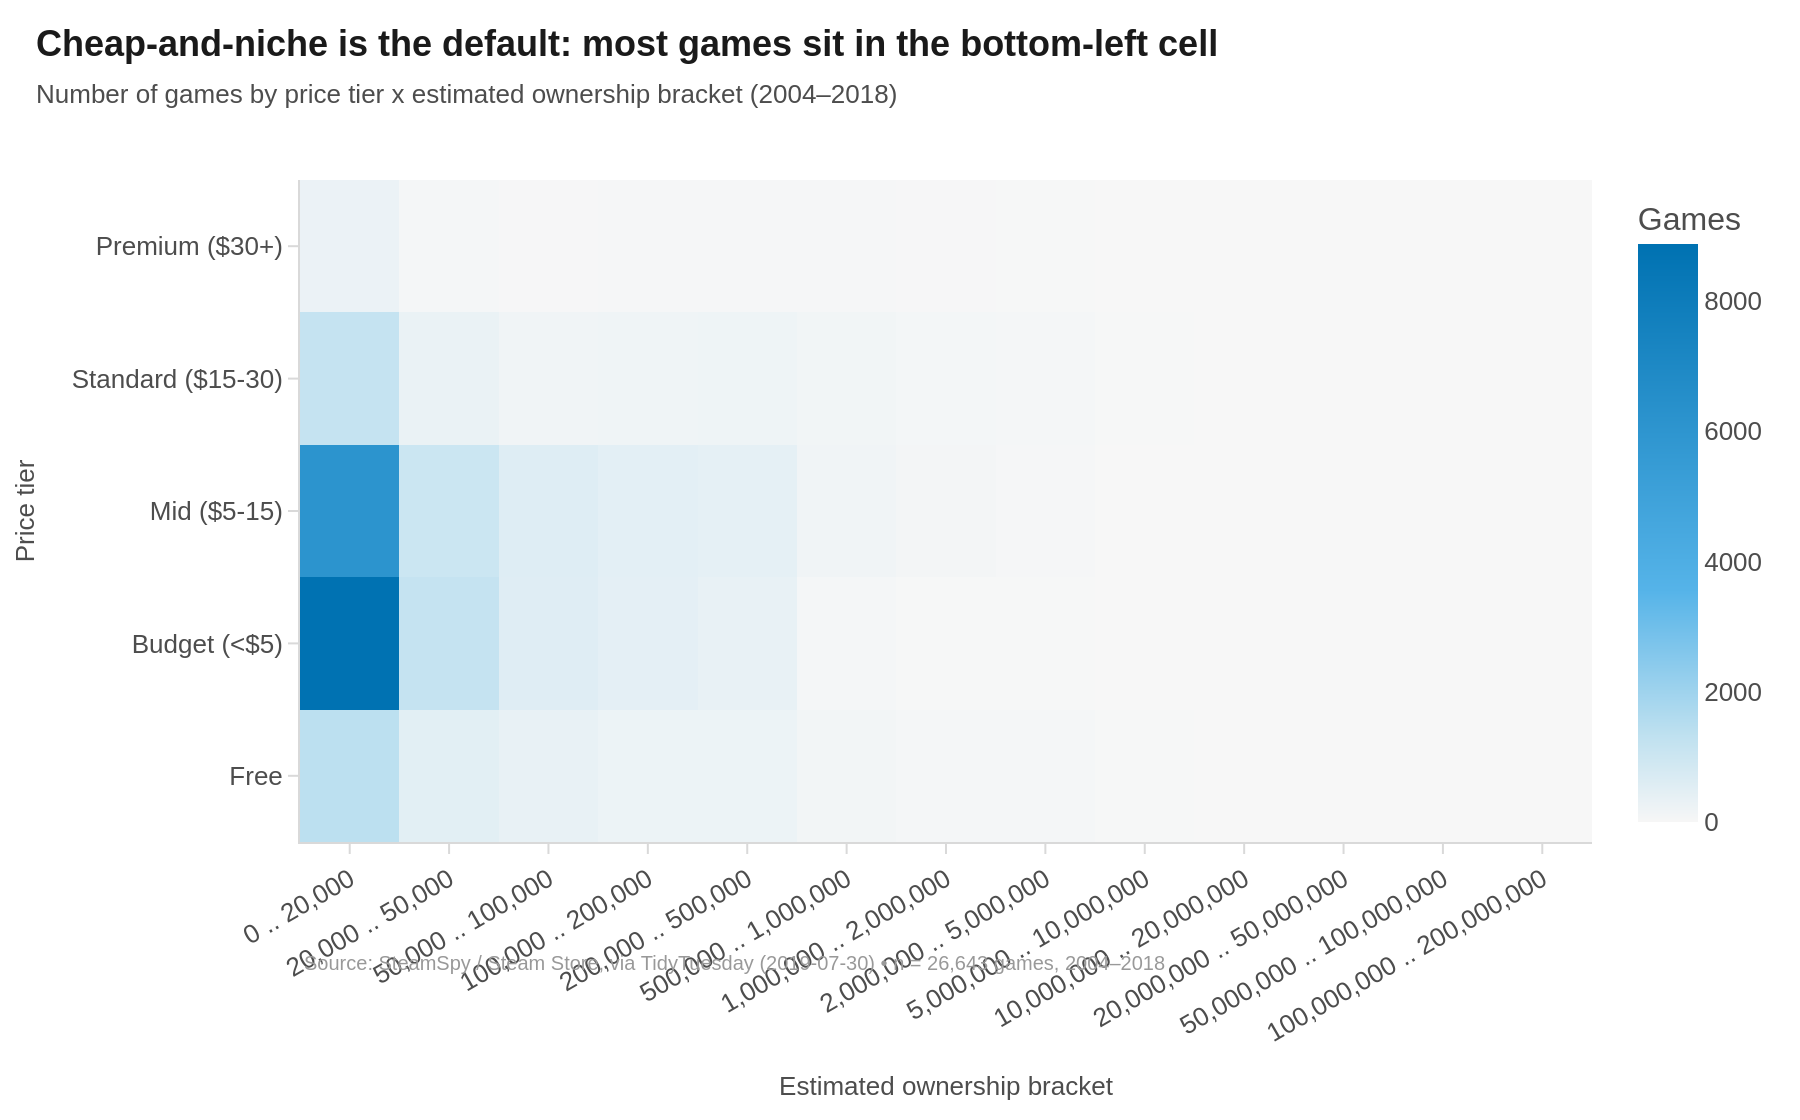 Cheap-and-niche is the default: most games sit in the bottom-left cell
Number of games by price tier x estimated ownership bracket (2004–2018)
Games
8000
6000
4000
2000
0
Price tier
Premium ($30+)
Standard ($15-30)
Mid ($5-15)
Budget (<$5)
Free
0 .. 20,000
20,000 .. 50,000
50,000 .. 100,000
100,000 .. 200,000
200,000 .. 500,000
500,000 .. 1,000,000
1,000,000 .. 2,000,000
2,000,000 .. 5,000,000
5,000,000 .. 10,000,000
10,000,000 .. 20,000,000
20,000,000 .. 50,000,000
50,000,000 .. 100,000,000
100,000,000 .. 200,000,000
Source: SteamSpy / Steam Store, via TidyTuesday (2019-07-30) • n = 26,643 games, 2004–2018
Estimated ownership bracket